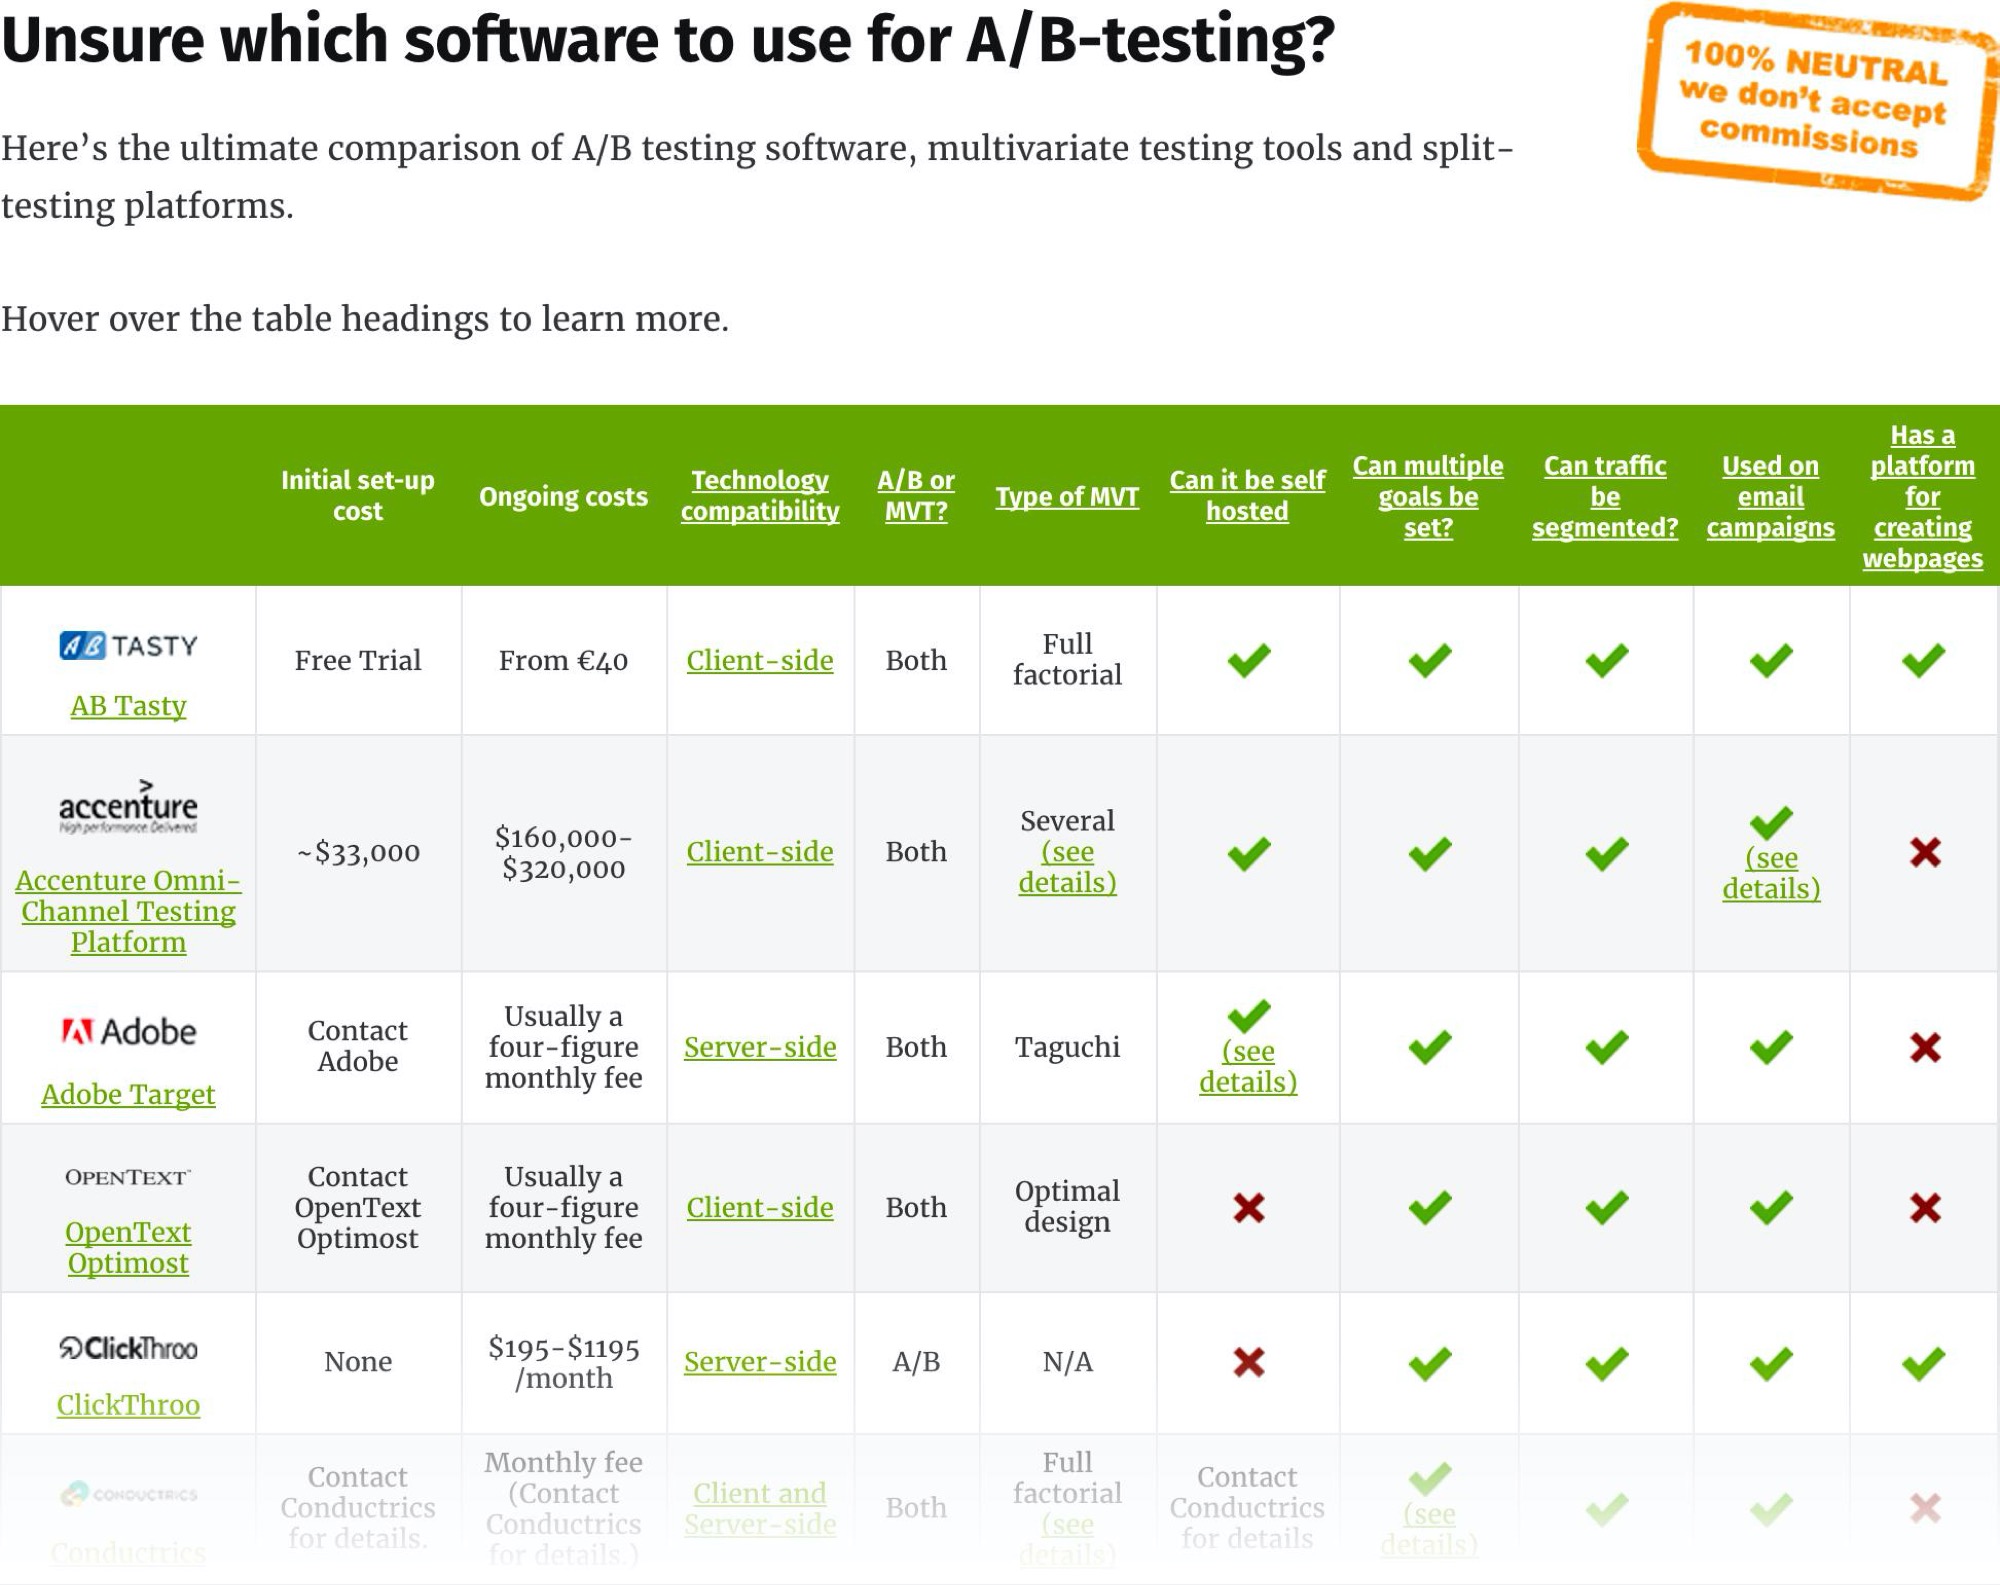 Unsure which software to use for A/B-testing?
100% NEUTRAL
we don't accept
commissions
Here’s the ultimate comparison of A/B testing software, multivariate testing tools and split-
testing platforms.
Hover over the table headings to learn more.
Initial set-up
cost
Ongoing costs
Technology
compatibility
A/B or
MVT?
Type of MVT
Can it be self
hosted
Can multiple
goals be
set?
Can traffic
be
segmented?
Used on
email
campaigns
Has a
platform
for
creating
webpages
AB TASTY
AB Tasty
Free Trial
From €40
Client-side
Both
Full
factorial
accenture
High performance. Delivered.
Accenture Omni-
Channel Testing
Platform
~$33,000
$160,000-
$320,000
Client-side
Both
Several
(see
details)
(see
details)
Adobe
Adobe Target
Contact
Adobe
Usually a
four-figure
monthly fee
Server-side
Both
Taguchi
(see
details)
OPENTEXT
OpenText
Optimost
Contact
OpenText
Optimost
Usually a
four-figure
monthly fee
Client-side
Both
Optimal
design
ClickThroo
ClickThroo
None
$195-$1195
/month
Server-side
A/B
N/A
CONDUCTRICS
Conductrics
Contact
Conductrics
for details.
Monthly fee
(Contact
Conductrics
for details.)
Client and
Server-side
Both
Full
factorial
(see
details)
Contact
Conductrics
for details
(see
details)